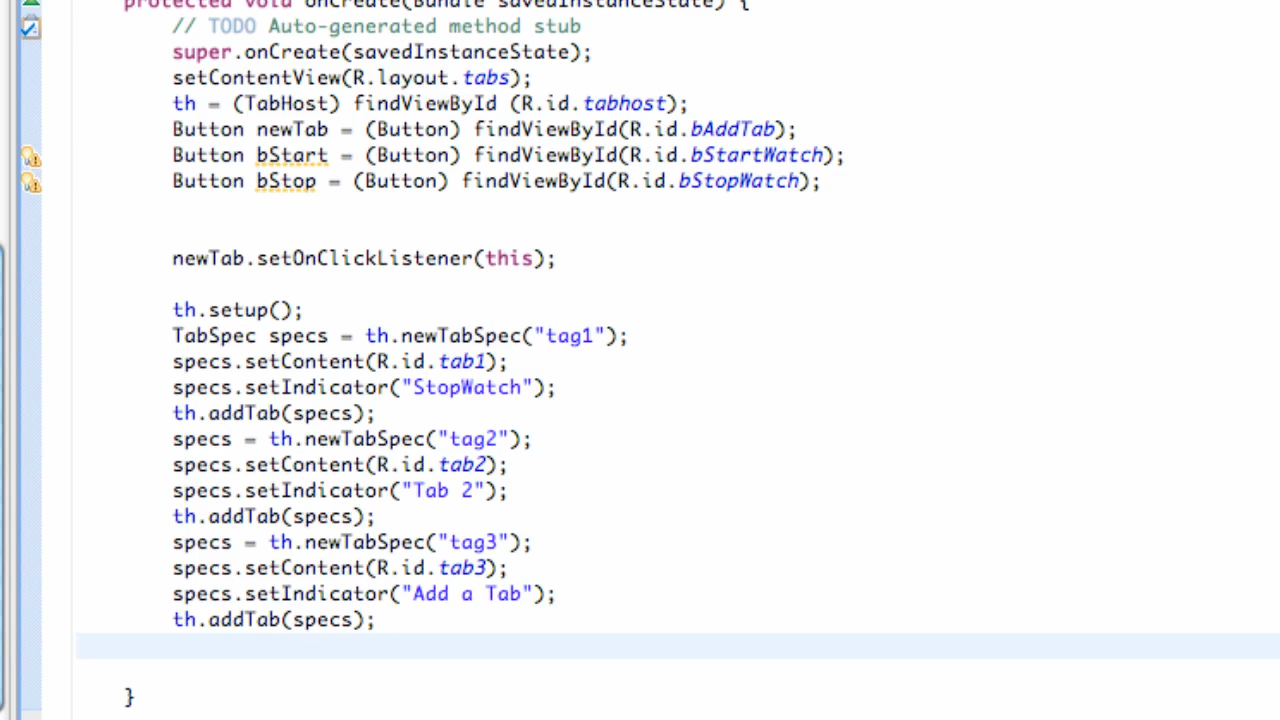 protected void onCreate(Bundle savedInstanceState) {
// TODO Auto-generated method stub
super.onCreate(savedInstanceState);
setContentView(R.layout.tabs);
th = (TabHost) findViewById (R.id.tabhost);
Button newTab = (Button) findViewById(R.id.bAddTab);
Button bStart = (Button) findViewById(R.id.bStartWatch);
Button bStop = (Button) findViewById(R.id.bStopWatch);
newTab.setOnClickListener(this);
th.setup();
TabSpec specs = th.newTabSpec("tag1");
specs.setContent(R.id.tab1);
specs.setIndicator("StopWatch");
th.addTab(specs);
specs = th.newTabSpec("tag2");
specs.setContent(R.id.tab2);
specs.setIndicator("Tab 2");
th.addTab(specs);
specs = th.newTabSpec("tag3");
specs.setContent(R.id.tab3);
specs.setIndicator("Add a Tab");
th.addTab(specs);
}